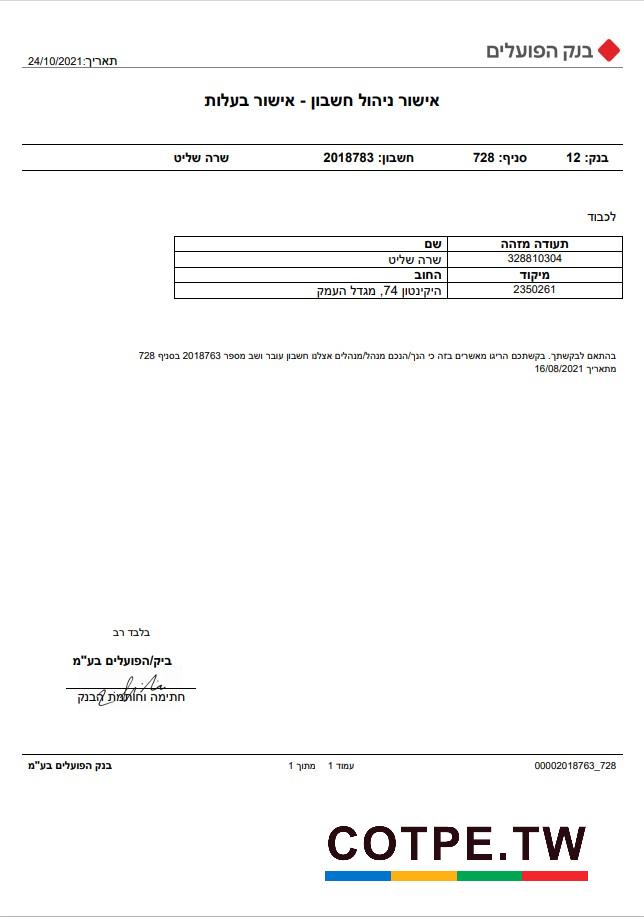 בנק הפועלים
תאריך:24/10/2021
אישור ניהול חשבון - אישור בעלות
בנק: 12 סניף: 728 חשבון: 2018783 שרה שליט
לכבוד
תעודה מזהה שם
328810304 שרה שליט
מיקוד החוב
2350261 היקינטון 74, מגדל העמק
בהתאם לבקשתך. בקשתכם הריגו מאשרים בזה כי הנך/הנכם מנהל/מנהלים אצלנו חשבון עובר ושב מספר 2018763 בסניף 728
מתאריך 16/08/2021
בלבד רב
ביק/הפועלים בע"מ
חתימה וחותמת הבנק
00002018763_728 עמוד 1 מתוך 1 בנק הפועלים בע"מ
COTPE.TW